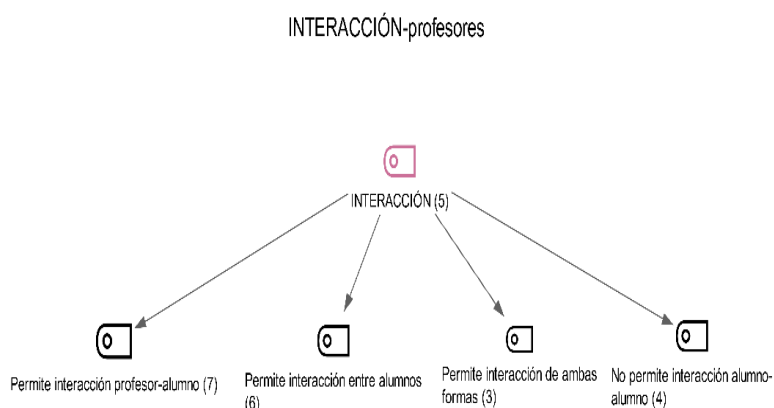 INTERACCIÓN-profesores
INTERACCIÓN (5)
Permite interacción profesor-alumno (7)
Permite interacción entre alumnos
(6)
Permite interacción de ambas
formas (3)
No permite interacción alumno-
alumno (4)